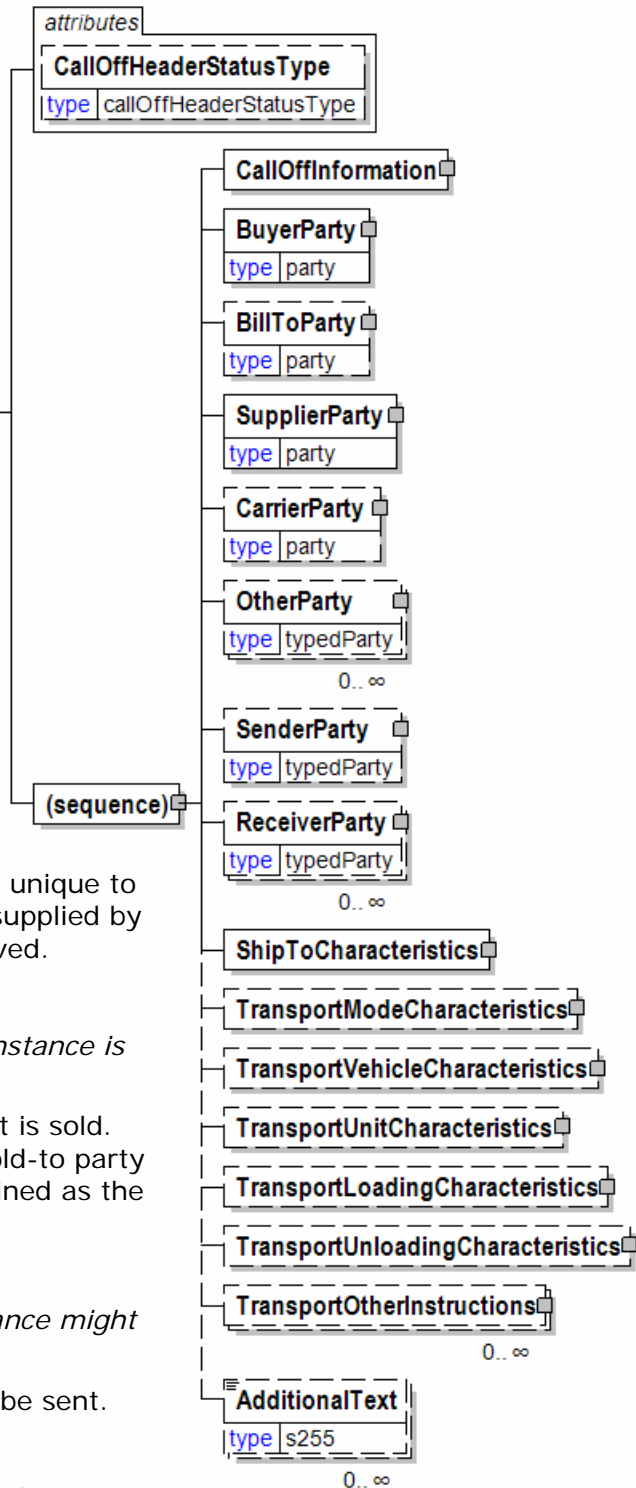 attributes
CallOffHeaderStatusType
type callOffHeaderStatusType
CallOffInformation
BuyerParty
type party
BillToParty
type party
SupplierParty
type party
CarrierParty
type party
OtherParty
type typedParty
0.. ∞
SenderParty
type typedParty
(sequence)
ReceiverParty
type typedParty
0.. ∞
unique to
supplied by
ved.
ShipToCharacteristics
TransportModeCharacteristics
nstance is
TransportVehicleCharacteristics
t is sold.
TransportUnitCharacteristics
old-to party
ined as the
TransportLoadingCharacteristics
TransportUnloadingCharacteristics
ance might
TransportOtherInstructions
0.. ∞
be sent.
AdditionalText
type s255
0.. ∞